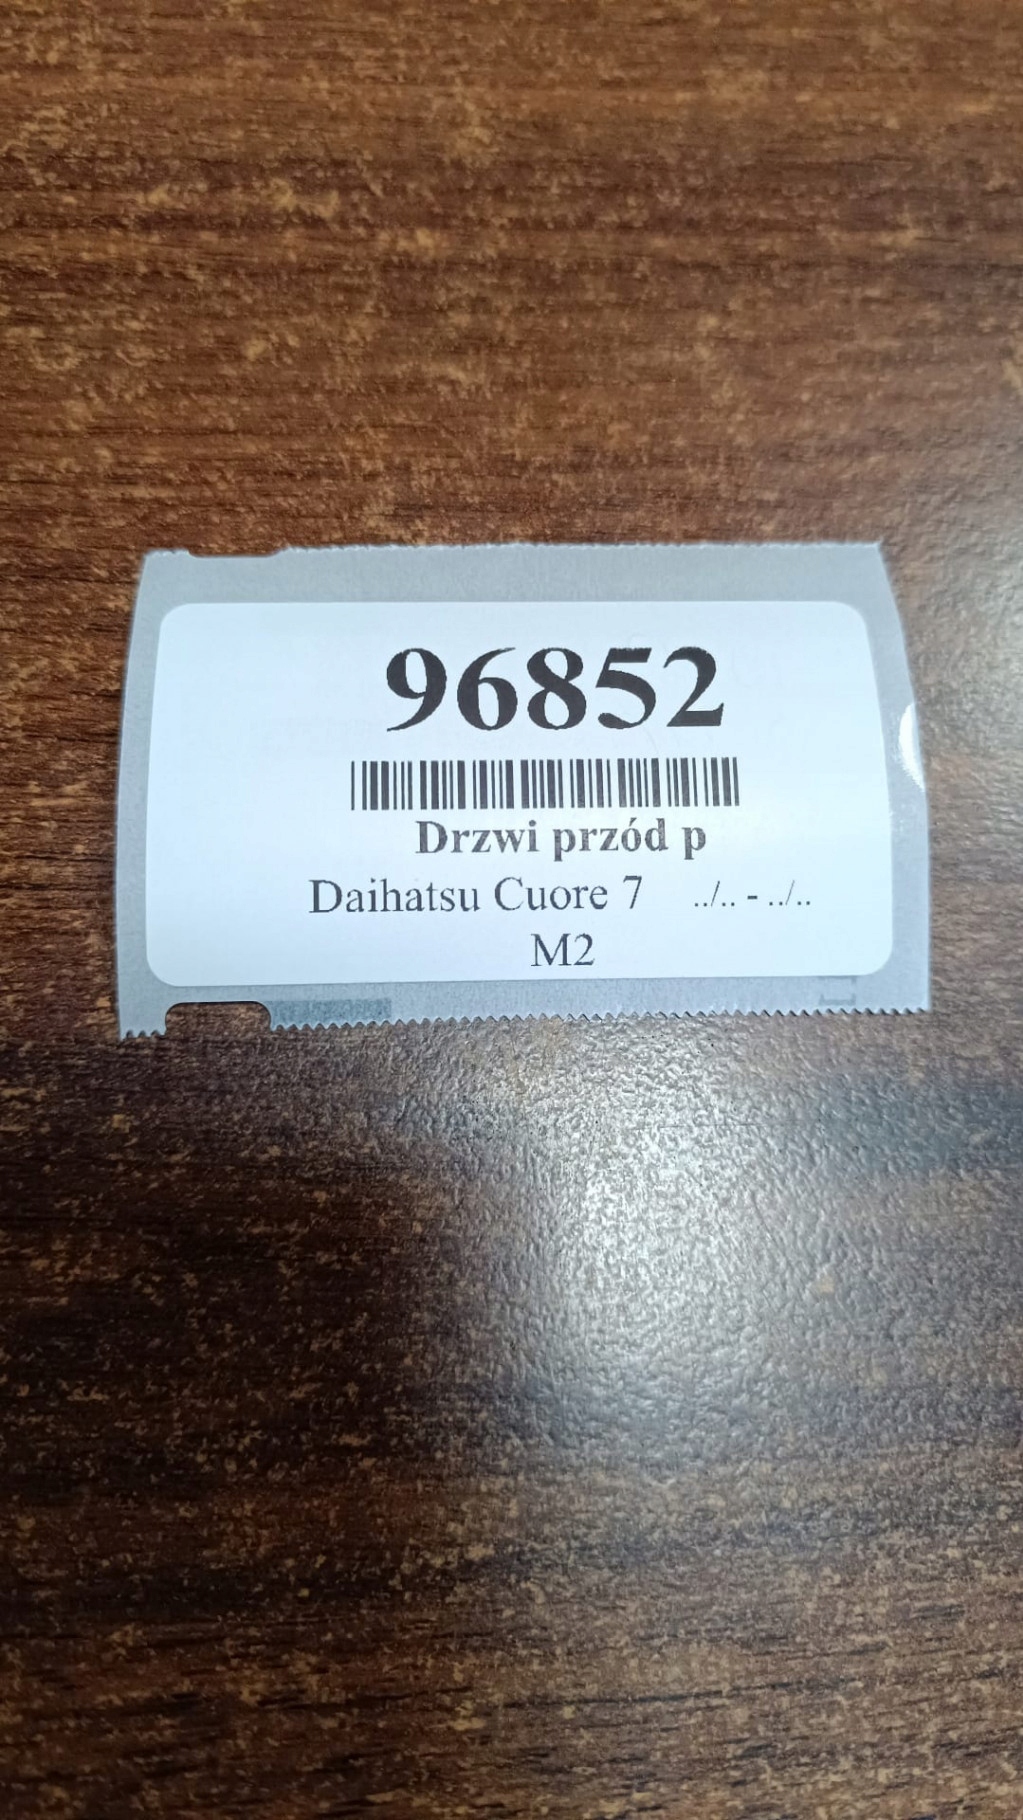 96852
Drzwi przód p
Daihatsu Cuore 7 ../.. - ../..
M2